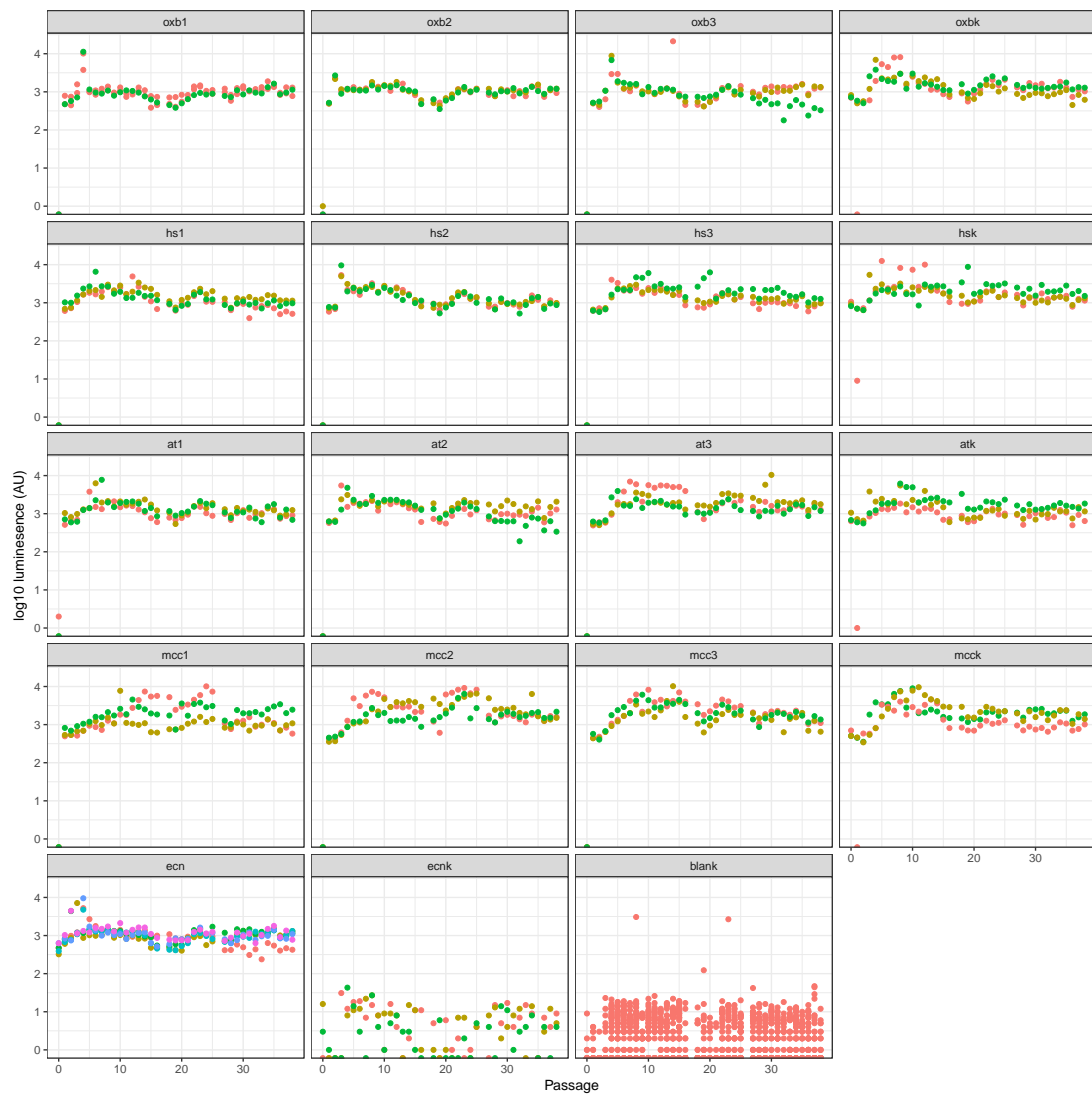 oxb1 oxb2 oxb3 oxbk
4
3
2
1
0
hs1 hs2 hs3 hsk
4
3
2
1
0
at1 at2 at3 atk
4
3
2
1
0
log10 luminesence (AU)
mcc1 mcc2 mcc3 mcck
4
3
2
1
0
0 10 20 30
ecn ecnk blank
4
3
2
1
0
0 10 20 30 0 10 20 30 0 10 20 30
Passage